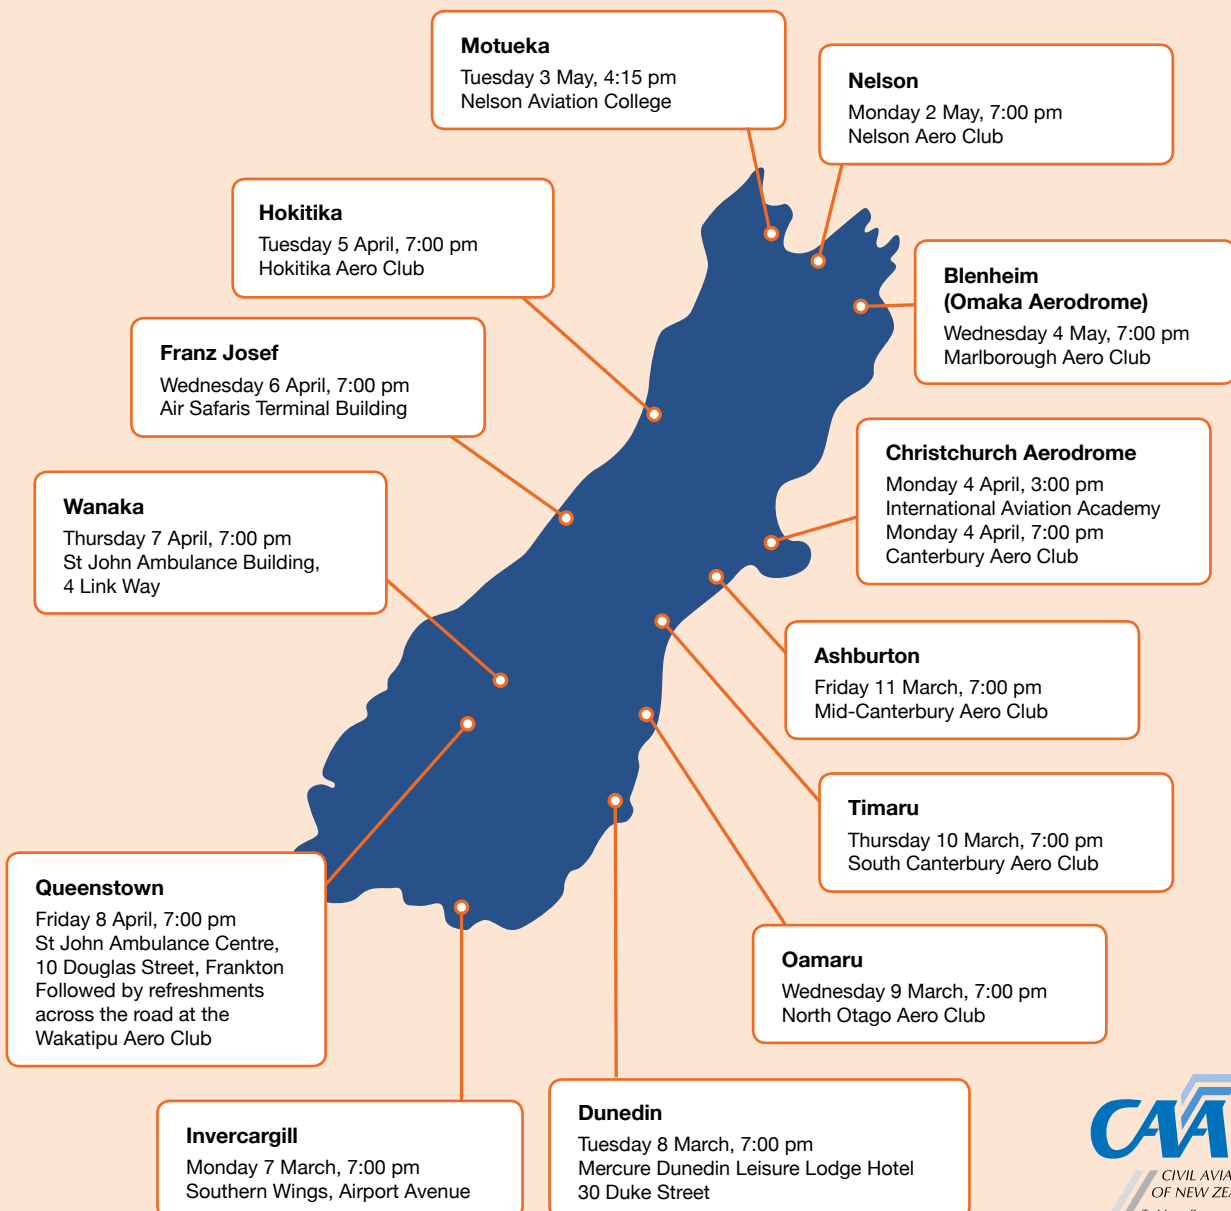 Motueka
Tuesday 3 May, 4:15 pm
Nelson Aviation College
Nelson
Monday 2 May, 7:00 pm
Nelson Aero Club
Hokitika
Tuesday 5 April, 7:00 pm
Hokitika Aero Club
Blenheim
(Omaka Aerodrome)
Wednesday 4 May, 7:00 pm
Marlborough Aero Club
Franz Josef
Wednesday 6 April, 7:00 pm
Air Safaris Terminal Building
Christchurch Aerodrome
Monday 4 April, 3:00 pm
International Aviation Academy
Monday 4 April, 7:00 pm
Canterbury Aero Club
Wanaka
Thursday 7 April, 7:00 pm
St John Ambulance Building,
4 Link Way
Ashburton
Friday 11 March, 7:00 pm
Mid-Canterbury Aero Club
Timaru
Thursday 10 March, 7:00 pm
South Canterbury Aero Club
Queenstown
Friday 8 April, 7:00 pm
St John Ambulance Centre,
10 Douglas Street, Frankton
Followed by refreshments
across the road at the
Wakatipu Aero Club
Oamaru
Wednesday 9 March, 7:00 pm
North Otago Aero Club
Invercargill
Monday 7 March, 7:00 pm
Southern Wings, Airport Avenue
Dunedin
Tuesday 8 March, 7:00 pm
Mercure Dunedin Leisure Lodge Hotel
30 Duke Street
CAA
CIVIL AVIA
OF NEW ZEA